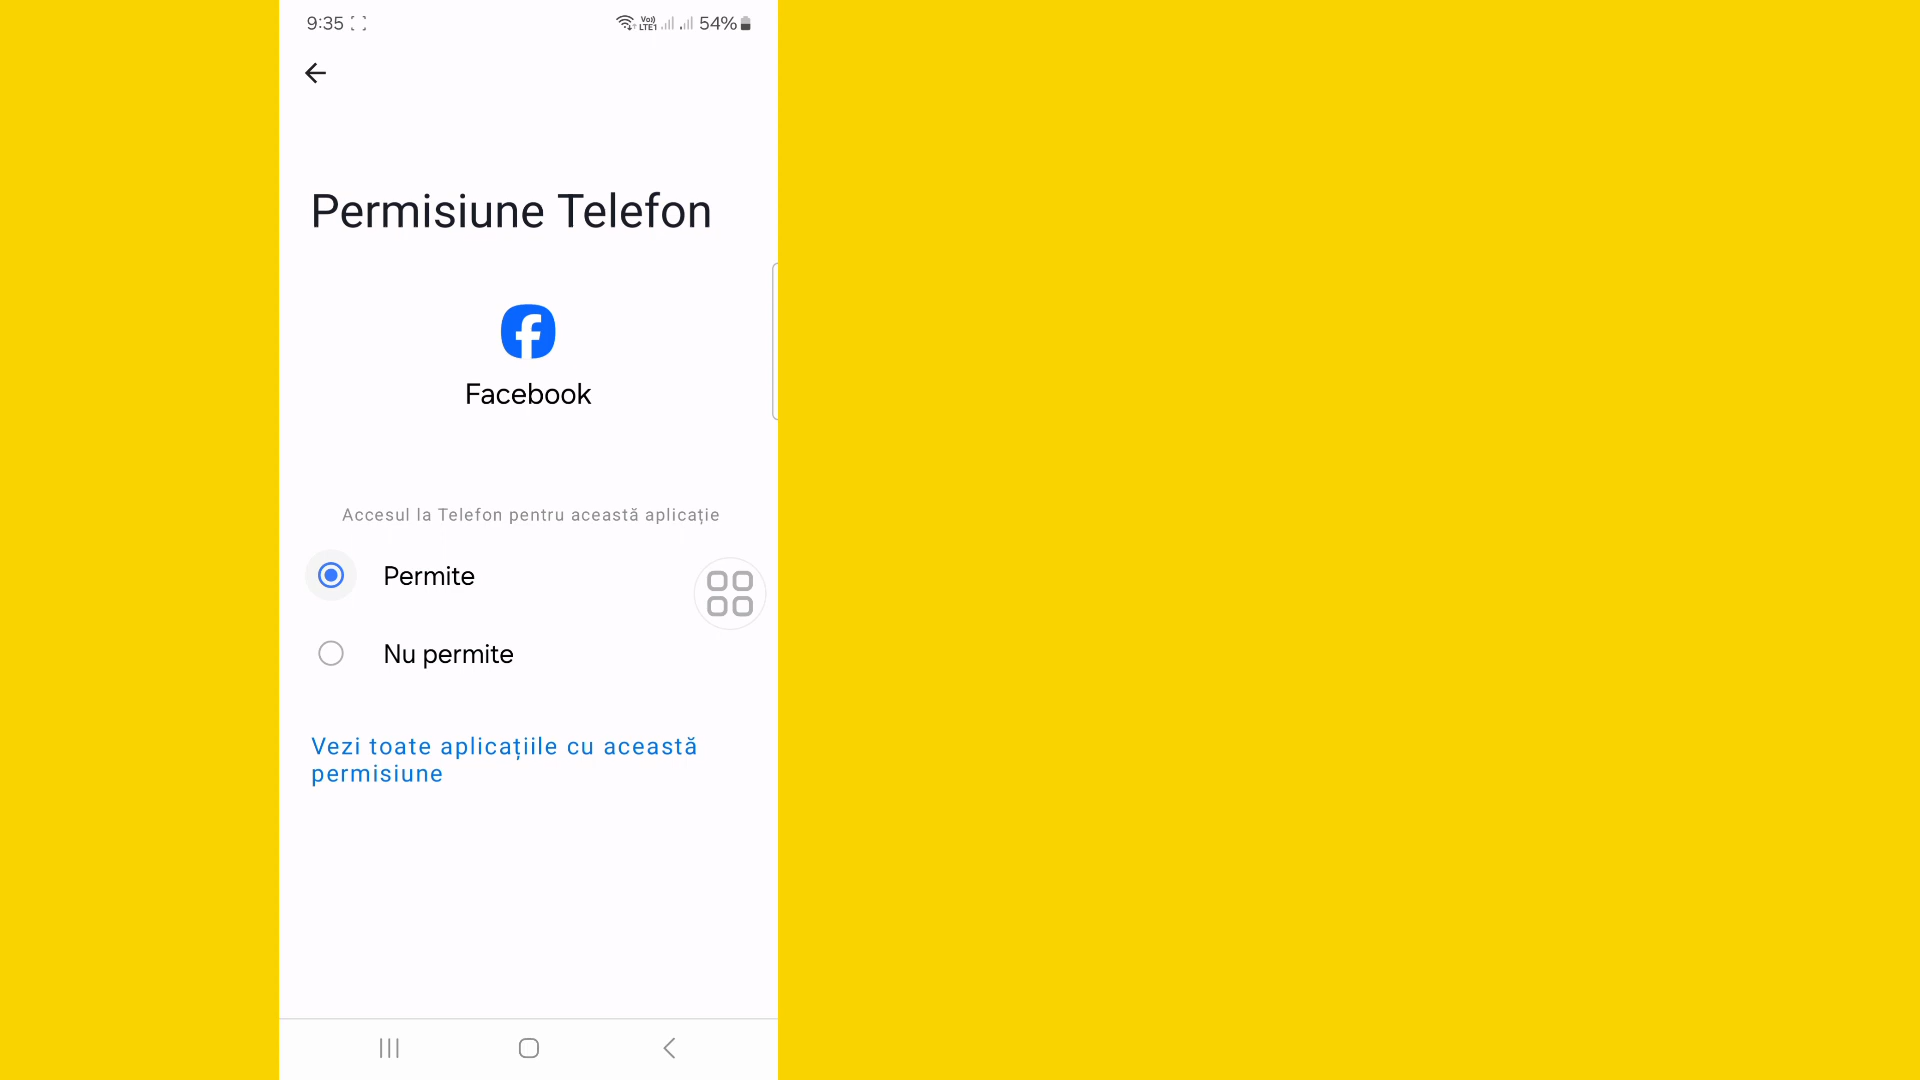 9:35 54%
Permisiune Telefon
Facebook
Accesul la Telefon pentru această aplicație
Permite
Nu permite
Vezi toate aplicațiile cu această
permisiune